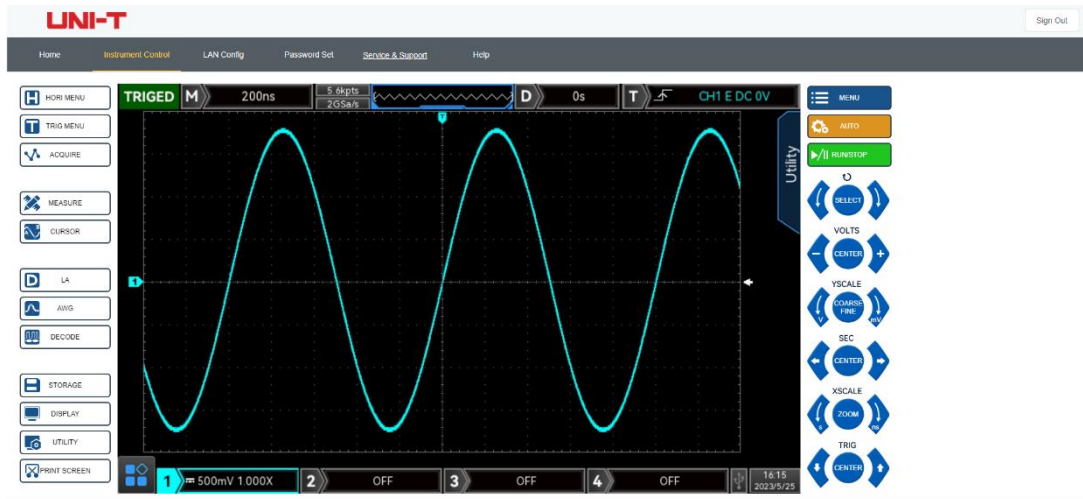 UNI-T
Sign Out
Home
Instrument Control
LAN Config
Password Set
Service & Support
Help
HORI MENU
TRIG MENU
ACQUIRE
MEASURE
CURSOR
LA
AWG
DECODE
STORAGE
DISPLAY
UTILITY
PRINT SCREEN
TRIGED M 200ns 5.6kpts D 0s T CH1 E DC 0V
2GSa/s
T
Utility
1
1 500mV 1.000X 2 OFF 3 OFF 4 OFF 16:15
2023/5/25
MENU
AUTO
RUN/STOP
SELECT
VOLTS
CENTER
YSCALE
COARSE
FINE
V mV
SEC
CENTER
XSCALE
ZOOM
s ns
TRIG
CENTER